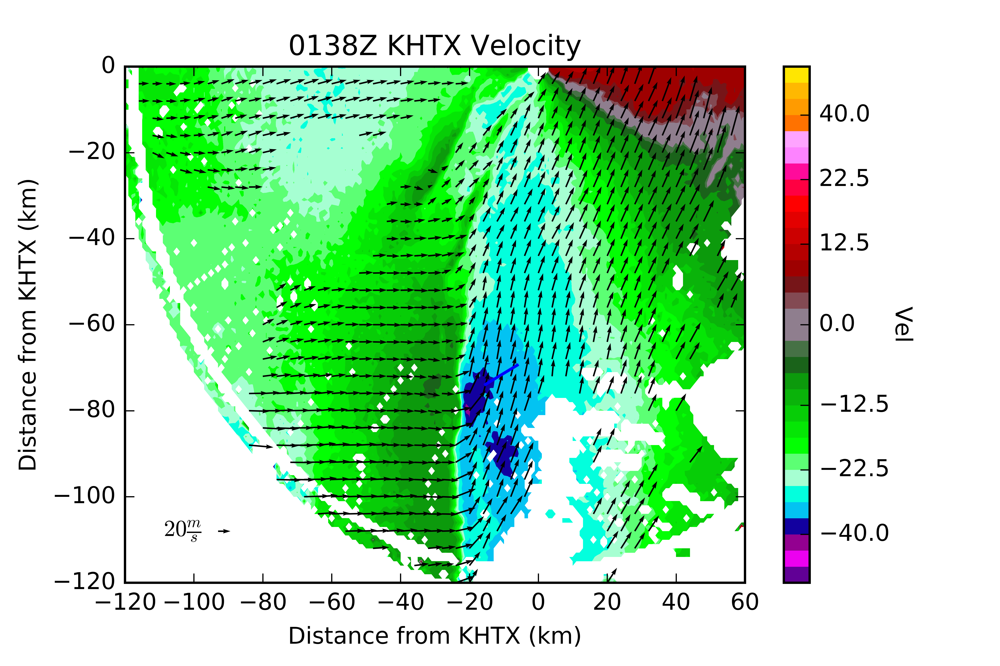 0138Z KHTX Velocity
0
−20
−40
−60
−80
−100
−120
Distance from KHTX (km)
20 m/s
−120 −100 −80 −60 −40 −20 0 20 40 60
Distance from KHTX (km)
40.0
22.5
12.5
0.0
−12.5
−22.5
−40.0
Vel